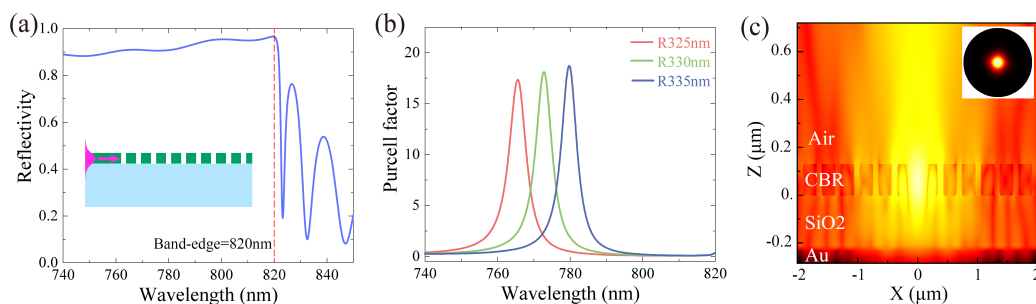 (a)
1.0
0.8
0.6
0.4
0.2
0.0
Reflectivity
Band-edge=820nm
740 760 780 800 820 840
Wavelength (nm)
(b)
20
15
10
5
0
Purcell factor
R325nm
R330nm
R335nm
740 760 780 800 820
Wavelength (nm)
(c)
0.6
0.4
0.2
0.
-0.2
Z (μm)
Air
CBR
SiO2
Au
-2 -1 0 1 2
X (μm)